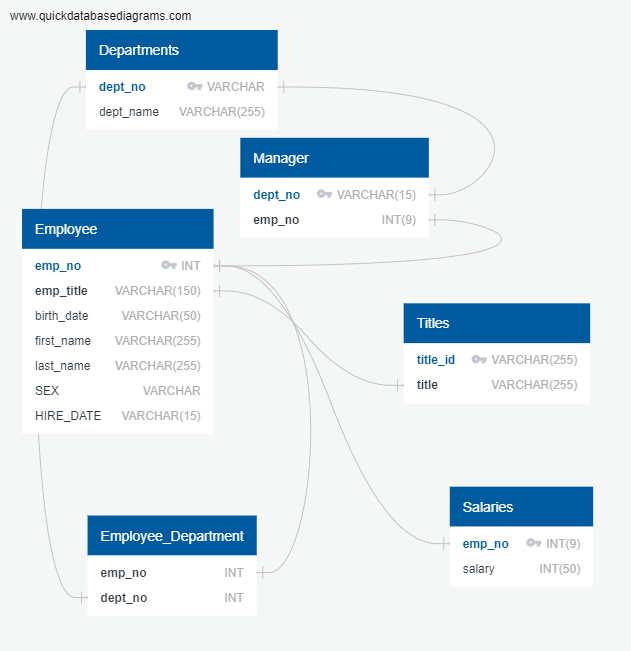 www.quickdatabasediagrams.com
Departments
dept_no VARCHAR
dept_name VARCHAR(255)
Manager
dept_no VARCHAR(15)
emp_no INT(9)
Employee
emp_no INT
emp_title VARCHAR(150)
birth_date VARCHAR(50)
first_name VARCHAR(255)
last_name VARCHAR(255)
SEX VARCHAR
HIRE_DATE VARCHAR(15)
Titles
title_id VARCHAR(255)
title VARCHAR(255)
Salaries
emp_no INT(9)
salary INT(50)
Employee_Department
emp_no INT
dept_no INT